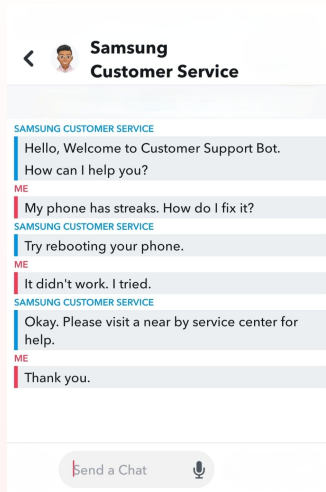 Samsung
Customer Service
SAMSUNG CUSTOMER SERVICE
Hello, Welcome to Customer Support Bot.
How can I help you?
ME
My phone has streaks. How do I fix it?
SAMSUNG CUSTOMER SERVICE
Try rebooting your phone.
ME
It didn't work. I tried.
SAMSUNG CUSTOMER SERVICE
Okay. Please visit a near by service center for
help.
ME
Thank you.
Send a Chat